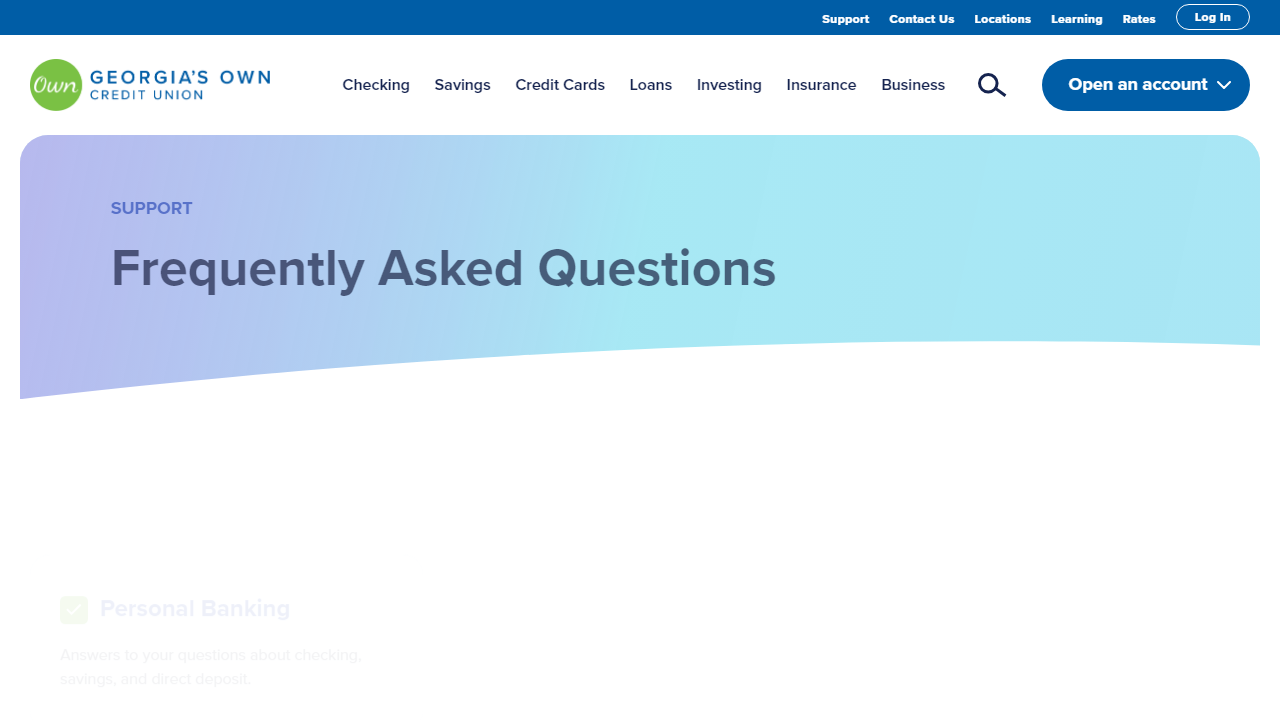 Support Contact Us Locations Learning Rates Log In
Own GEORGIA'S OWN
CREDIT UNION
Checking Savings Credit Cards Loans Investing Insurance Business Open an account
SUPPORT
Frequently Asked Questions
Personal Banking
Answers to your questions about checking,
savings, and direct deposit.